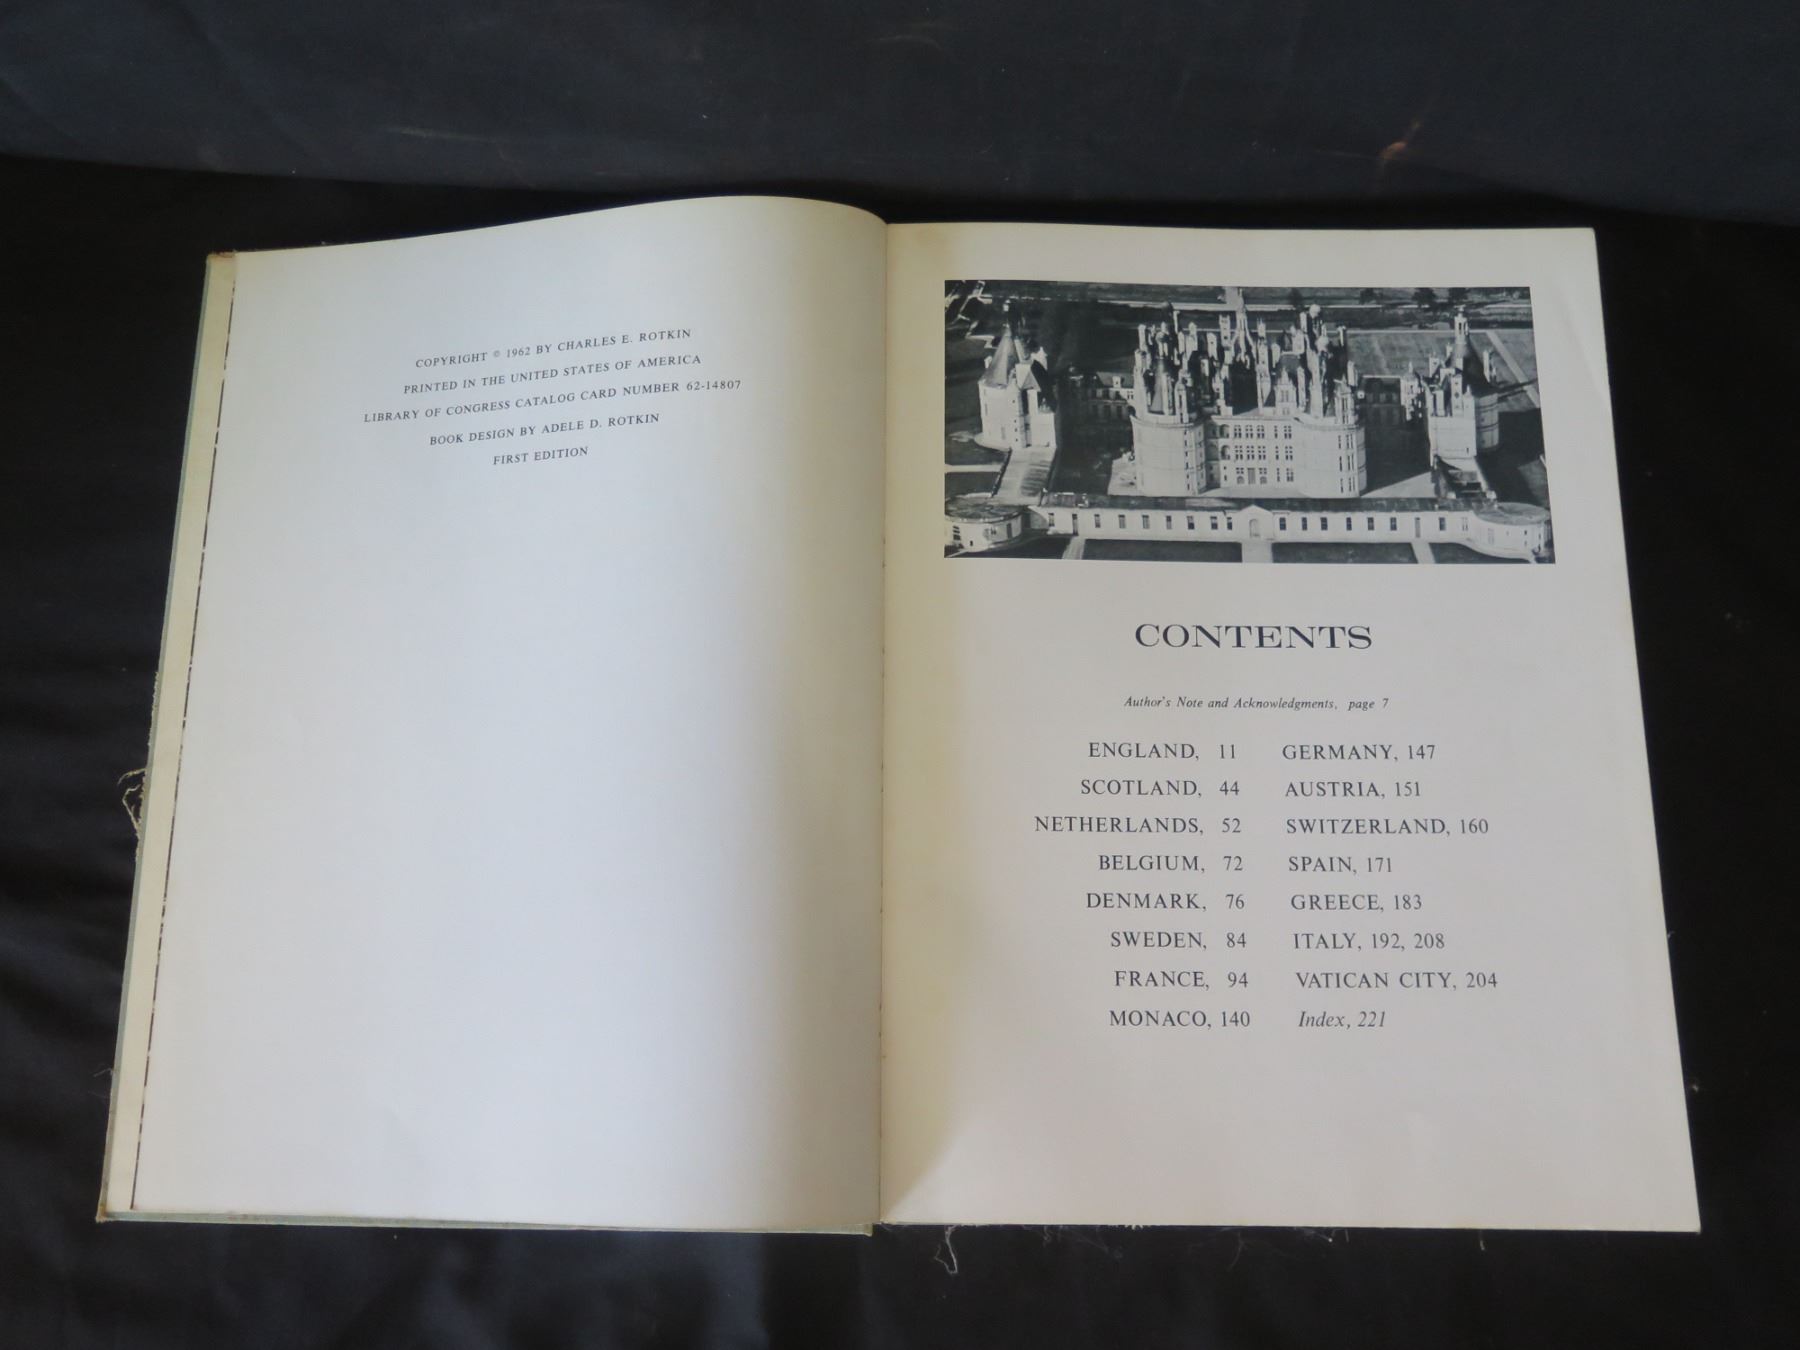 COPYRIGHT © 1962 BY CHARLES E. ROTKIN
PRINTED IN THE UNITED STATES OF AMERICA
LIBRARY OF CONGRESS CATALOG CARD NUMBER 62-14807
BOOK DESIGN BY ADELE D. ROTKIN
FIRST EDITION
CONTENTS
Author's Note and Acknowledgments, page 7
ENGLAND, 11
SCOTLAND, 44
NETHERLANDS, 52
BELGIUM, 72
DENMARK, 76
SWEDEN, 84
FRANCE, 94
MONACO, 140
GERMANY, 147
AUSTRIA, 151
SWITZERLAND, 160
SPAIN, 171
GREECE, 183
ITALY, 192, 208
VATICAN CITY, 204
Index, 221